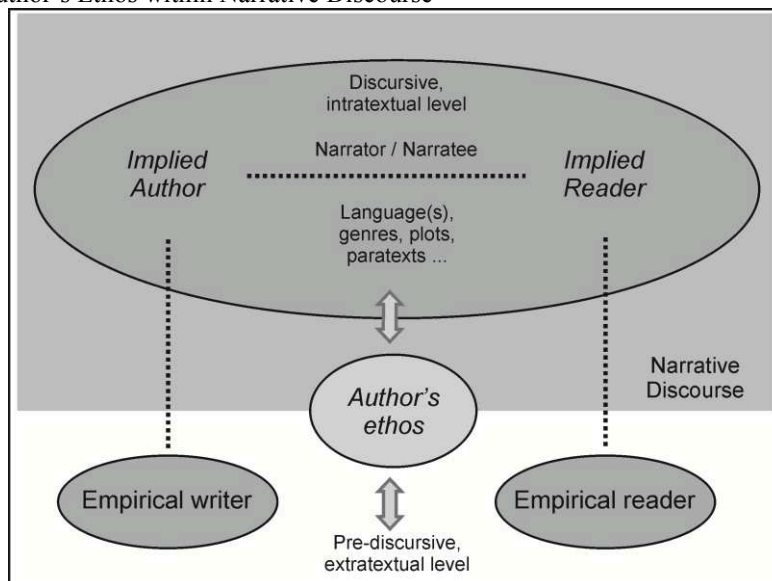 uthor's Ethos within Narrative Discourse
Discursive,
intratextual level
Implied
Author
Narrator / Narratee
Implied
Reader
Language(s),
genres, plots,
paratexts ...
Narrative
Discourse
Author's
ethos
Empirical writer
Empirical reader
Pre-discursive,
extratextual level